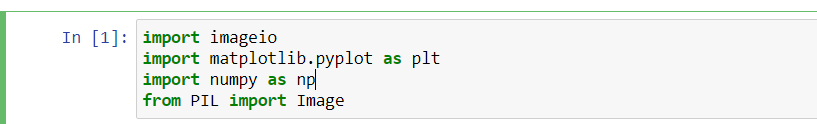 In [1]: import imageio
import matplotlib.pyplot as plt
import numpy as np
from PIL import Image